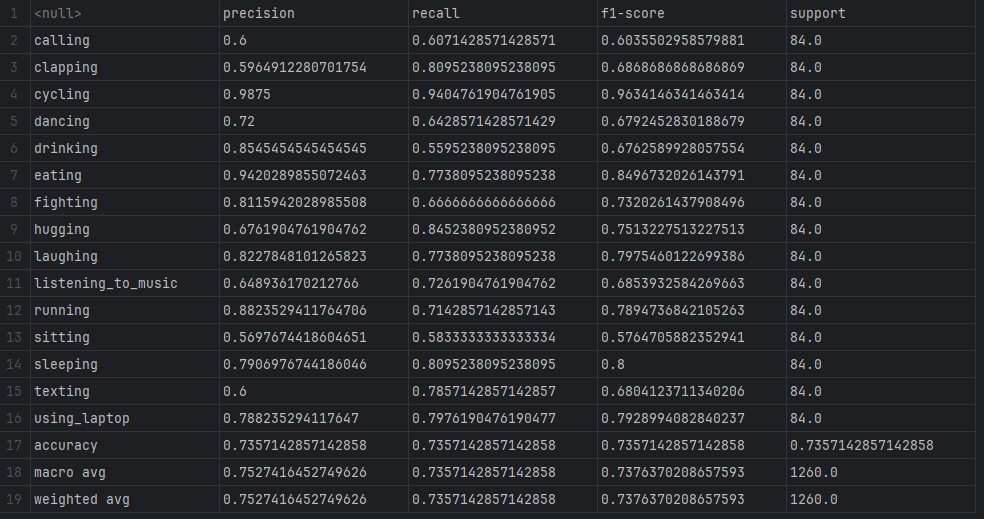 1 <null> precision recall f1-score support
2 calling 0.6 0.6071428571428571 0.6035502958579881 84.0
3 clapping 0.5964912280701754 0.8095238095238095 0.6868686868686869 84.0
4 cycling 0.9875 0.9404761904761905 0.9634146341463414 84.0
5 dancing 0.72 0.6428571428571429 0.6792452830188679 84.0
6 drinking 0.8545454545454545 0.5595238095238095 0.6762589928057554 84.0
7 eating 0.9420289855072463 0.7738095238095238 0.8496732026143791 84.0
8 fighting 0.8115942028985508 0.6666666666666666 0.7320261437908496 84.0
9 hugging 0.6761904761904762 0.8452380952380952 0.7513227513227513 84.0
10 laughing 0.8227848101265823 0.7738095238095238 0.7975460122699386 84.0
11 listening_to_music 0.648936170212766 0.7261904761904762 0.6853932584269663 84.0
12 running 0.8823529411764706 0.7142857142857143 0.7894736842105263 84.0
13 sitting 0.5697674418604651 0.5833333333333334 0.5764705882352941 84.0
14 sleeping 0.7906976744186046 0.8095238095238095 0.8 84.0
15 texting 0.6 0.7857142857142857 0.6804123711340206 84.0
16 using_laptop 0.788235294117647 0.7976190476190477 0.7928994082840237 84.0
17 accuracy 0.7357142857142858 0.7357142857142858 0.7357142857142858 0.7357142857142858
18 macro avg 0.7527416452749626 0.7357142857142858 0.7376370208657593 1260.0
19 weighted avg 0.7527416452749626 0.7357142857142858 0.7376370208657593 1260.0